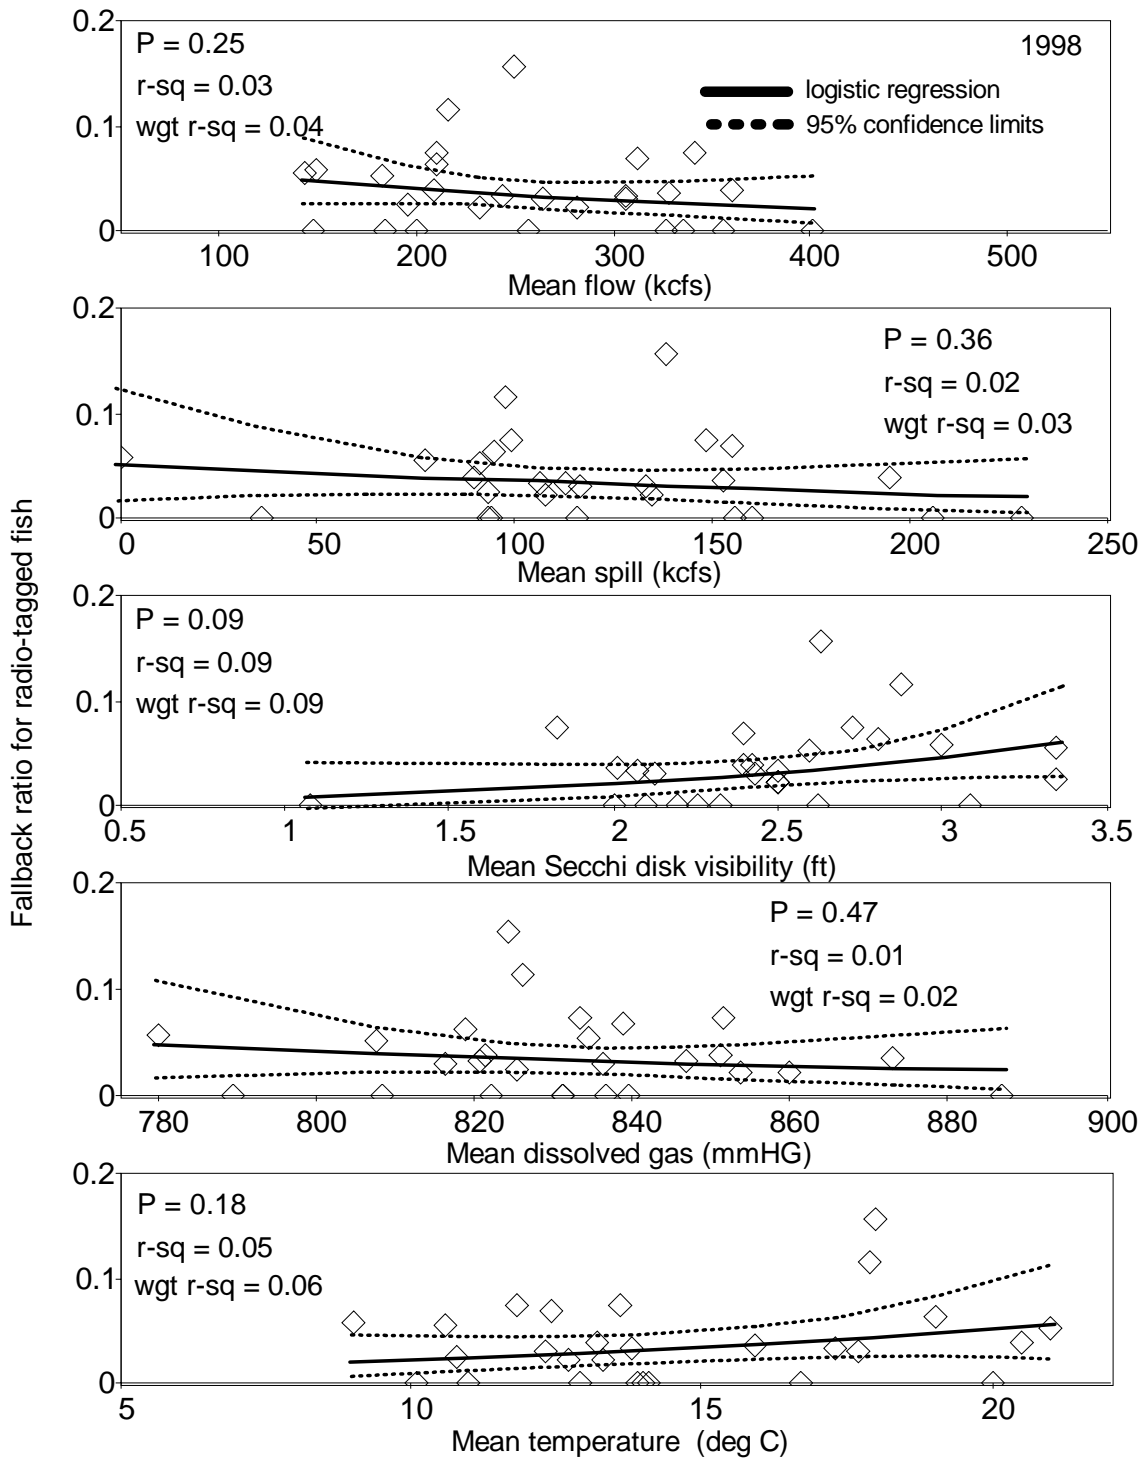 Fallback ratio for radio-tagged fish
0.2
P = 0.25
1998
r-sq = 0.03
logistic regression
wgt r-sq = 0.04
95% confidence limits
0.1
0
100 200 300 400 500
Mean flow (kcfs)
0.2
P = 0.36
r-sq = 0.02
0.1
wgt r-sq = 0.03
0
0 50 100 150 200 250
Mean spill (kcfs)
0.2
P = 0.09
r-sq = 0.09
wgt r-sq = 0.09
0.1
0
0.5 1 1.5 2 2.5 3 3.5
Mean Secchi disk visibility (ft)
0.2
P = 0.47
r-sq = 0.01
0.1
wgt r-sq = 0.02
0
780 800 820 840 860 880 900
Mean dissolved gas (mmHG)
0.2
P = 0.18
r-sq = 0.05
0.1
wgt r-sq = 0.06
0
5 10 15 20
Mean temperature (deg C)